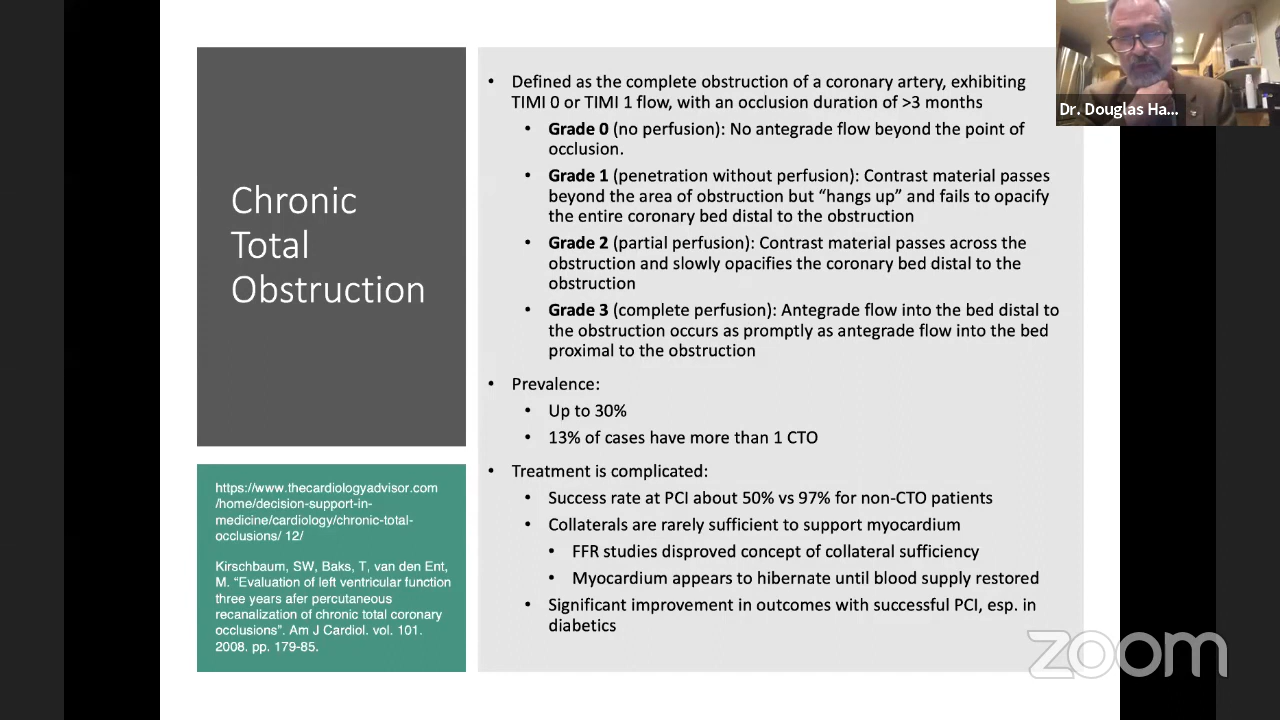 Chronic
Total
Obstruction
https://www.thecardiologyadvisor.com
/home/decision-support-in-
medicine/cardiology/chronic-total-
occlusions/ 12/
Kirschbaum, SW, Baks, T, van den Ent,
M. “Evaluation of left ventricular function
three years afer percutaneous
recanalization of chronic total coronary
occlusions”. Am J Cardiol. vol. 101.
2008. pp. 179-85.
• Defined as the complete obstruction of a coronary artery, exhibiting
TIMI 0 or TIMI 1 flow, with an occlusion duration of >3 months
• Grade 0 (no perfusion): No antegrade flow beyond the point of
occlusion.
• Grade 1 (penetration without perfusion): Contrast material passes
beyond the area of obstruction but “hangs up” and fails to opacify
the entire coronary bed distal to the obstruction
• Grade 2 (partial perfusion): Contrast material passes across the
obstruction and slowly opacifies the coronary bed distal to the
obstruction
• Grade 3 (complete perfusion): Antegrade flow into the bed distal to
the obstruction occurs as promptly as antegrade flow into the bed
proximal to the obstruction
• Prevalence:
• Up to 30%
• 13% of cases have more than 1 CTO
• Treatment is complicated:
• Success rate at PCI about 50% vs 97% for non-CTO patients
• Collaterals are rarely sufficient to support myocardium
• FFR studies disproved concept of collateral sufficiency
• Myocardium appears to hibernate until blood supply restored
• Significant improvement in outcomes with successful PCI, esp. in
diabetics
Dr. Douglas Ha...
zoom